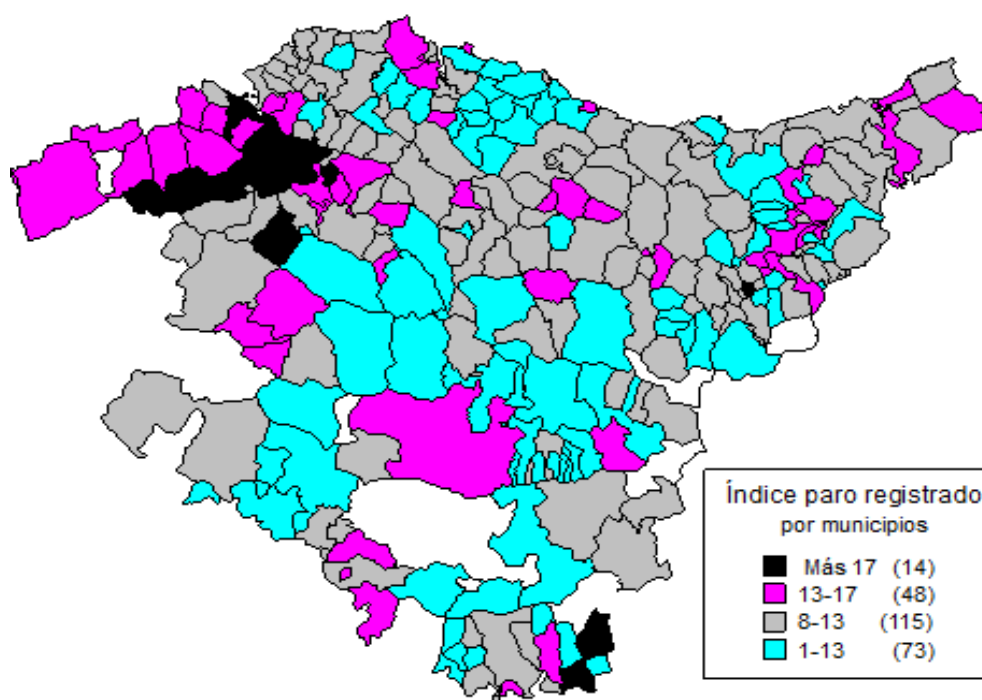 Índice paro registrado
por municipios
Más 17 (14)
13-17 (48)
8-13 (115)
1-13 (73)